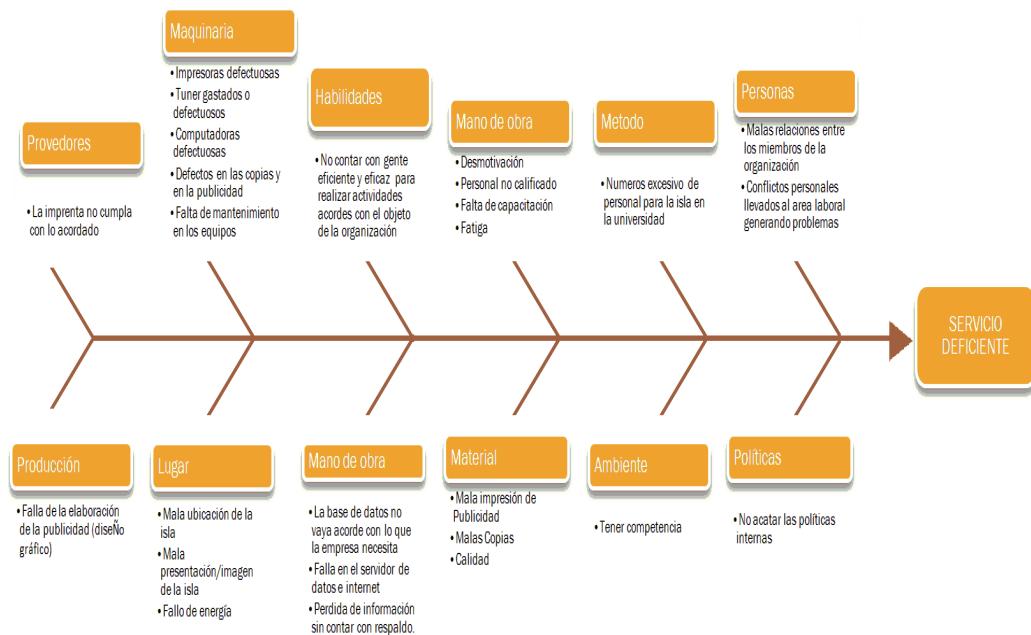 Provedores
• La imprenta no cumpla
con lo acordado
Maquinaria
• Impresoras defectuosas
• Tuner gastados o
defectuosos
• Computadoras
defectuosas
• Defectos en las copias y
en la publicidad
• Falta de mantenimiento
en los equipos
Habilidades
• No contar con gente
eficiente y eficaz para
realizar actividades
acordes con el objeto
de la organización
Mano de obra
• Desmotivación
• Personal no calificado
• Falta de capacitación
• Fatiga
Metodo
• Numeros excesivo de
personal para la isla en
la universidad
Personas
• Malas relaciones entre
los miembros de la
organización
• Conflictos personales
llevados al area laboral
generando problemas
SERVICIO
DEFICIENTE
Producción
• Falla de la elaboración
de la publicidad (diseÑo
gráfico)
Lugar
• Mala ubicación de la
isla
• Mala
presentación/imagen
de la isla
• Fallo de energía
Mano de obra
• La base de datos no
vaya acorde con lo que
la empresa necesita
• Falla en el servidor de
datos e internet
• Perdida de información
sin contar con respaldo.
Material
• Mala impresión de
Publicidad
• Malas Copias
• Calidad
Ambiente
• Tener competencia
Políticas
• No acatar las políticas
internas